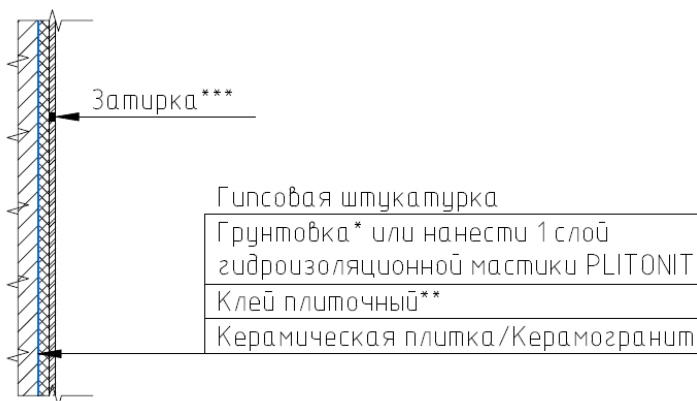 Затирка***
Гипсовая штукатурка
Грунтовка* или нанести 1 слой
гидроизоляционной мастики PLITONIT
Клей плиточный**
Керамическая плитка/Керамогранит